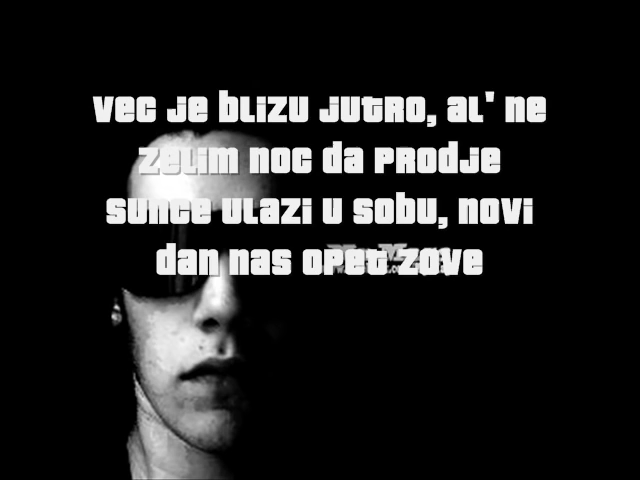 vec je blizu jutro, al' ne
zelim noc da prodje
sunce ulazi u sobu, novi
dan nas opet zove